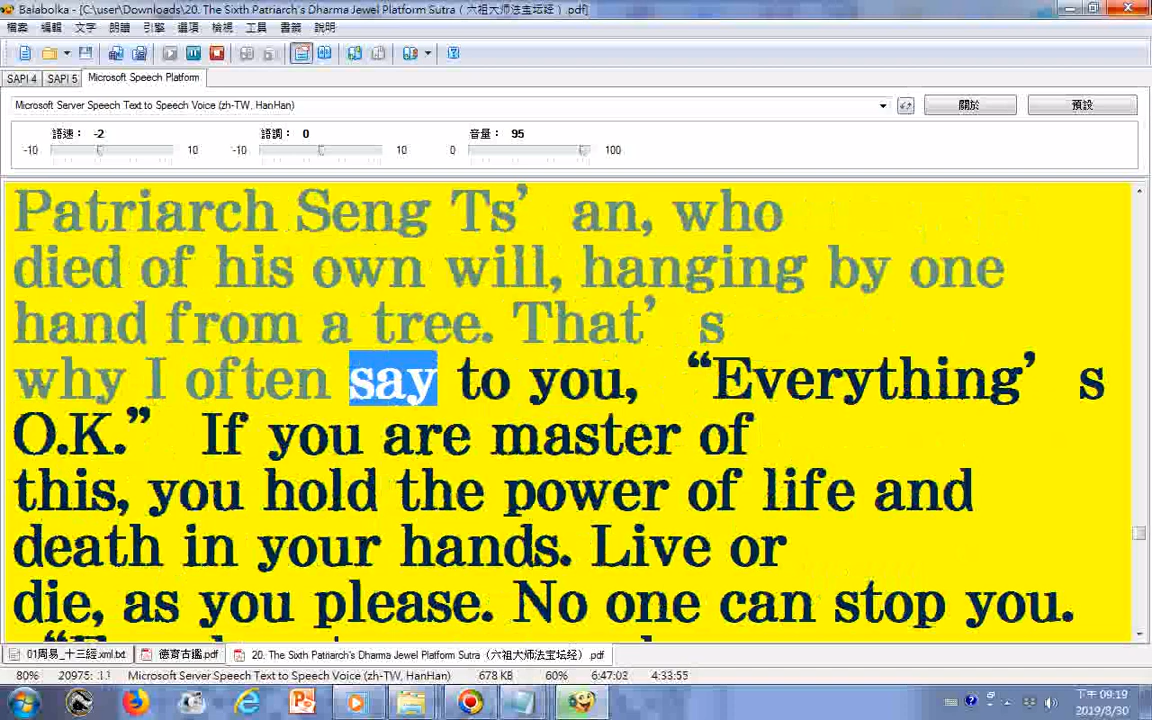 Balabolka - [C:\user\Downloads\20. The Sixth Patriarch's Dharma Jewel Platform Sutra（六祖大师法宝坛经）.pdf]
檔案 編輯 文字 朗讀 引擎 選項 檢視 工具 書籤 說明
SAPI 4 SAPI 5 Microsoft Speech Platform
Microsoft Server Speech Text to Speech Voice (zh-TW, HanHan) 關於 預設
語速： -2 語調： 0 音量： 95
-10 10 -10 10 0 100
Patriarch Seng Ts’ an, who
died of his own will, hanging by one
hand from a tree. That’ s
why I often say to you, “Everything’ s
O.K.” If you are master of
this, you hold the power of life and
death in your hands. Live or
die, as you please. No one can stop you.
01周易_十三經.xml.txt 德育古鑑.pdf 20. The Sixth Patriarch's Dharma Jewel Platform Sutra（六祖大师法宝坛经）.pdf
80% Microsoft Server Speech Text to Speech Voice (zh-TW, HanHan) 678 KB 60% 6:47:02 4:33:55
下午 09:19
2019/8/30